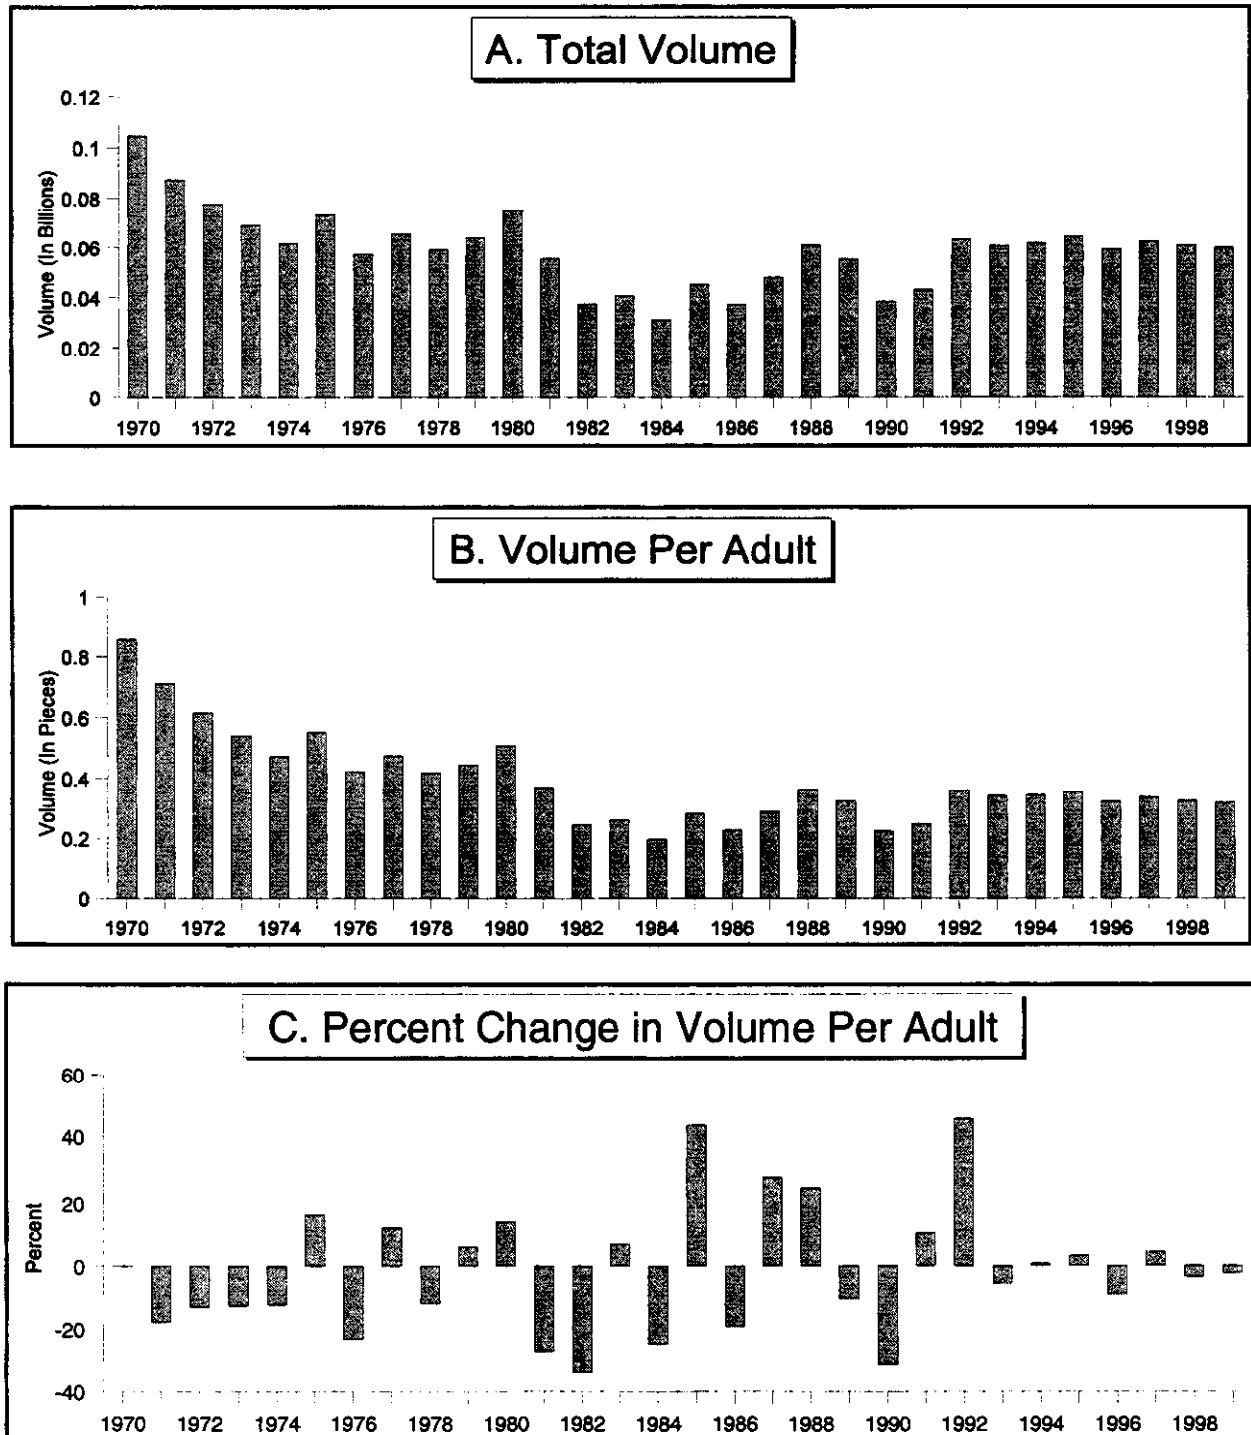 A. Total Volume
Volume (In Billions)
0.12
0.1
0.08
0.06
0.04
0.02
0
1970 1972 1974 1976 1978 1980 1982 1984 1986 1988 1990 1992 1994 1996 1998
B. Volume Per Adult
Volume (In Pieces)
1
0.8
0.6
0.4
0.2
0
1970 1972 1974 1976 1978 1980 1982 1984 1986 1988 1990 1992 1994 1996 1998
C. Percent Change in Volume Per Adult
Percent
60
40
20
0
-20
-40
1970 1972 1974 1976 1978 1980 1982 1984 1986 1988 1990 1992 1994 1996 1998